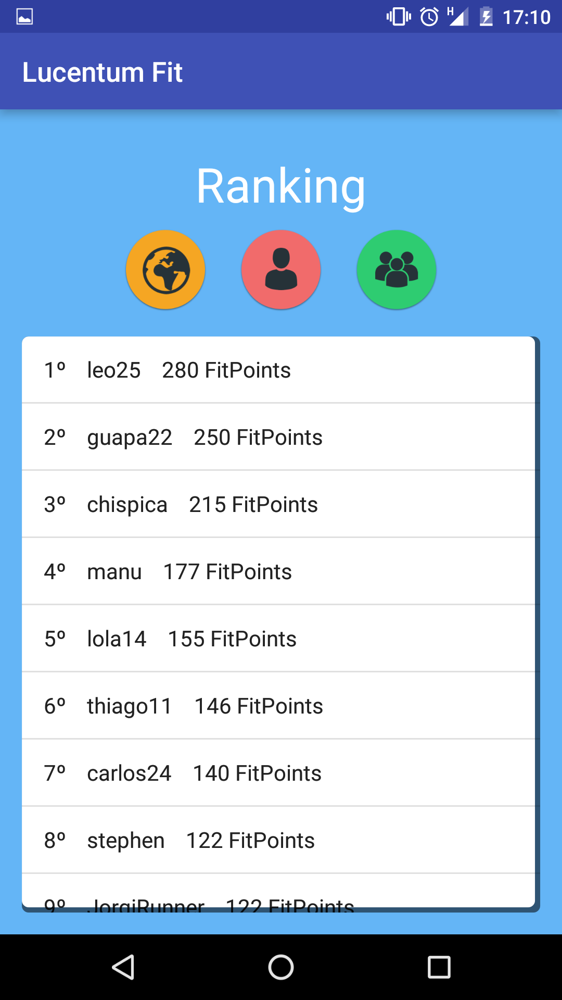 H 17:10
Lucentum Fit
Ranking
1º leo25 280 FitPoints
2º guapa22 250 FitPoints
3º chispica 215 FitPoints
4º manu 177 FitPoints
5º lola14 155 FitPoints
6º thiago11 146 FitPoints
7º carlos24 140 FitPoints
8º stephen 122 FitPoints
9º JorgiRunner 122 FitPoints